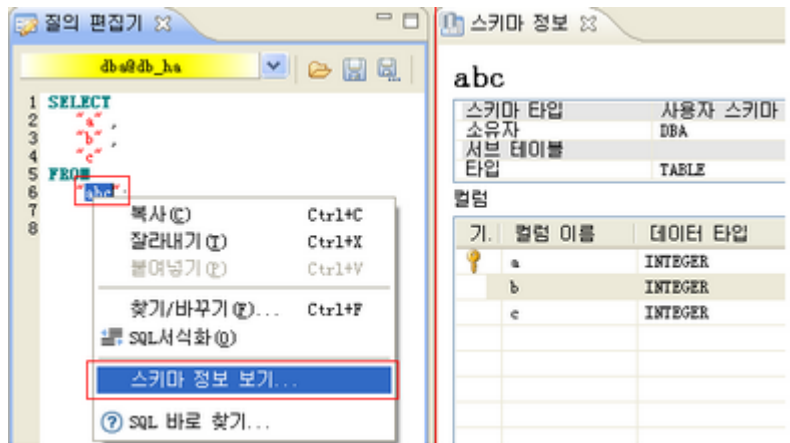 질의 편집기
dba@db_ha
1 SELECT
2 "a" ,
3 "b" ,
4 "c"
5 FROM
6 "abc"
7
8
복사(C) Ctrl+C
잘라내기(T) Ctrl+X
붙여넣기(P) Ctrl+V
찾기/바꾸기(F)... Ctrl+F
SQL서식화(Q)
스키마 정보 보기...
SQL 바로 찾기...
스키마 정보
abc
스키마 타입 사용자 스키마
소유자 DBA
서브 테이블
타입 TABLE
컬럼
기. 컬럼 이름 데이터 타입
a INTEGER
b INTEGER
c INTEGER